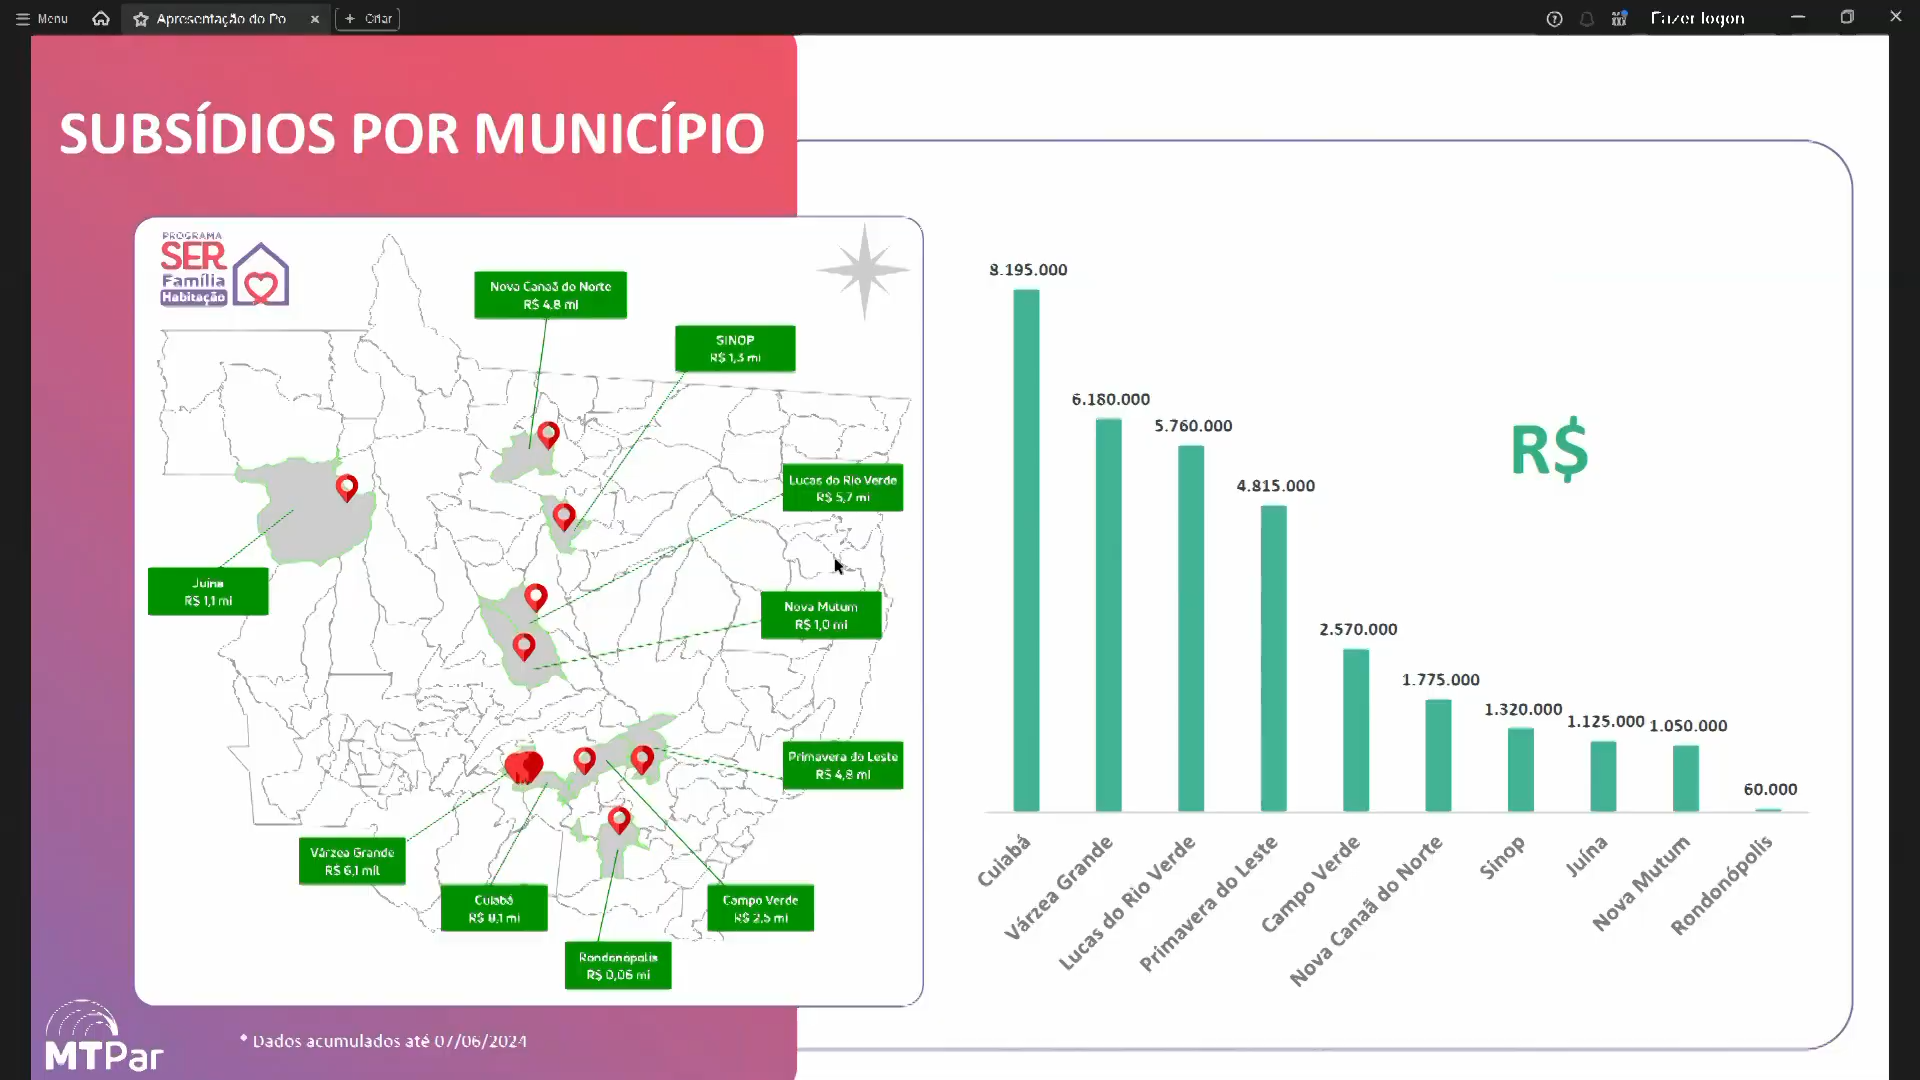 Menu
Apresentação do Po
Criar
Fazer logon
SUBSÍDIOS POR MUNICÍPIO
PROGRAMA
SER
Família
Habitação
Nova Canaã do Norte
R$ 4,8 mi
SINOP
R$ 1,3 mi
Lucas do Rio Verde
R$ 5,7 mi
Juína
R$ 1,1 mi
Nova Mutum
R$ 1,0 mi
Primavera do Leste
R$ 4,8 mi
Várzea Grande
R$ 6,1 mil
Cuiabá
R$ 8,1 mi
Campo Verde
R$ 2,5 mi
Rondonópolis
R$ 0,06 mi
MTPar
* Dados acumulados até 07/06/2024
8.195.000
6.180.000
5.760.000
4.815.000
2.570.000
1.775.000
1.320.000
1.125.000
1.050.000
60.000
R$
Cuiabá
Várzea Grande
Lucas do Rio Verde
Primavera do Leste
Campo Verde
Nova Canaã do Norte
Sinop
Juína
Nova Mutum
Rondonópolis